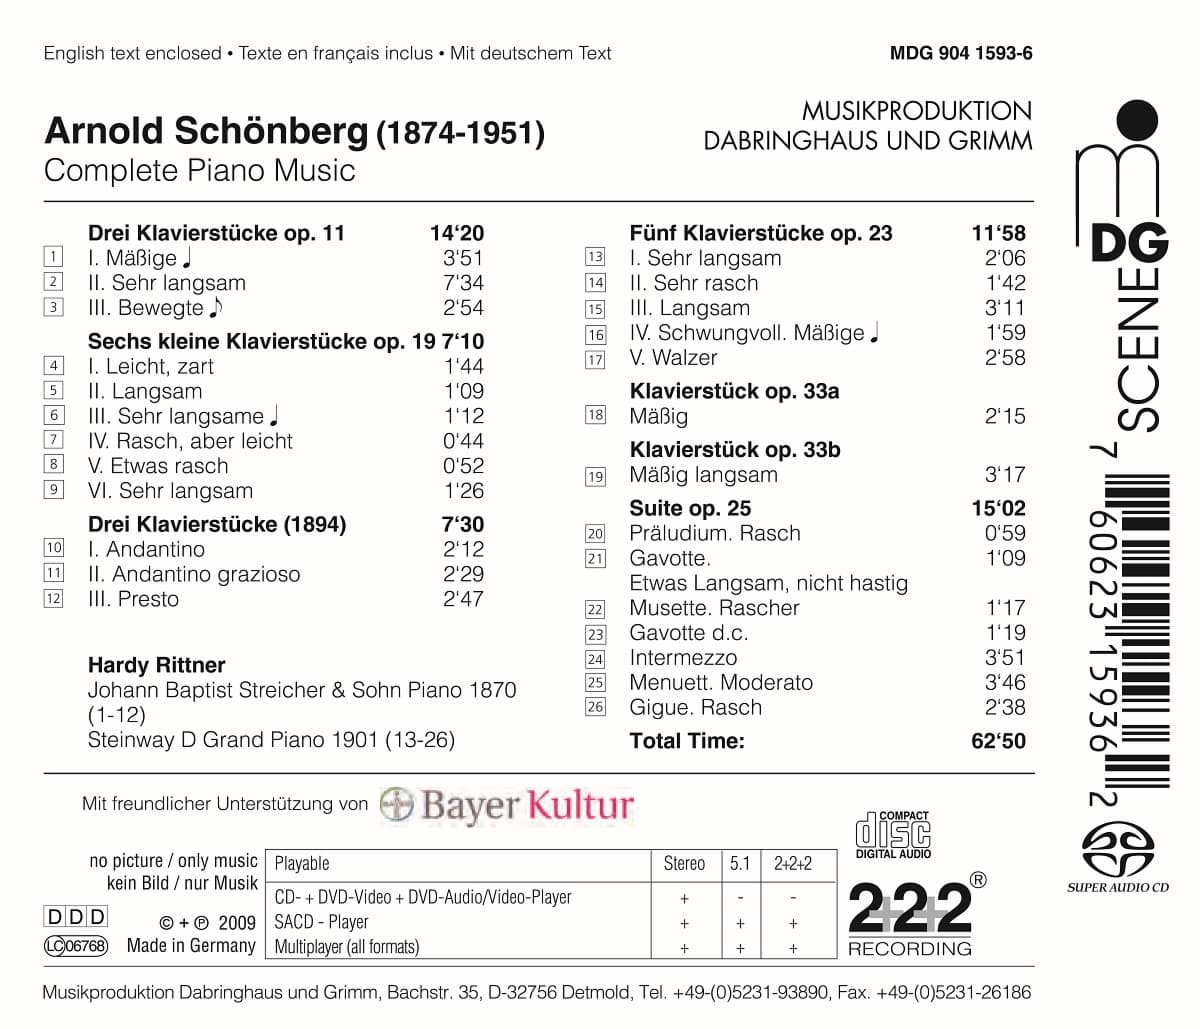 English text enclosed • Texte en français inclus • Mit deutschem Text
MDG 904 1593-6
Arnold Schönberg (1874-1951)
Complete Piano Music
MUSIKPRODUKTION
DABRINGHAUS UND GRIMM
Drei Klavierstücke op. 11 14‘20
1 I. Mäßige ♩ 3‘51
2 II. Sehr langsam 7‘34
3 III. Bewegte ♪ 2‘54
Sechs kleine Klavierstücke op. 19 7‘10
4 I. Leicht, zart 1‘44
5 II. Langsam 1‘09
6 III. Sehr langsame ♩ 1‘12
7 IV. Rasch, aber leicht 0‘44
8 V. Etwas rasch 0‘52
9 VI. Sehr langsam 1‘26
Drei Klavierstücke (1894) 7‘30
10 I. Andantino 2‘12
11 II. Andantino grazioso 2‘29
12 III. Presto 2‘47
Hardy Rittner
Johann Baptist Streicher & Sohn Piano 1870
(1-12)
Steinway D Grand Piano 1901 (13-26)
Fünf Klavierstücke op. 23 11‘58
13 I. Sehr langsam 2‘06
14 II. Sehr rasch 1‘42
15 III. Langsam 3‘11
16 IV. Schwungvoll. Mäßige ♩ 1‘59
17 V. Walzer 2‘58
Klavierstück op. 33a
18 Mäßig 2‘15
Klavierstück op. 33b
19 Mäßig langsam 3‘17
Suite op. 25 15‘02
20 Präludium. Rasch 0‘59
21 Gavotte. 1‘09
Etwas Langsam, nicht hastig
22 Musette. Rascher 1‘17
23 Gavotte d.c. 1‘19
24 Intermezzo 3‘51
25 Menuett. Moderato 3‘46
26 Gigue. Rasch 2‘38
Total Time: 62‘50
mDG
SCENE
7 60623 15936 2
SUPER AUDIO CD
Mit freundlicher Unterstützung von Bayer Kultur
no picture / only music
kein Bild / nur Musik
DDD
© + ℗ 2009
LC 06768
Made in Germany
Playable Stereo 5.1 2+2+2
CD- + DVD-Video + DVD-Audio/Video-Player + - -
SACD - Player + + +
Multiplayer (all formats) + + +
COMPACT
disc
DIGITAL AUDIO
2+2+2®
RECORDING
Musikproduktion Dabringhaus und Grimm, Bachstr. 35, D-32756 Detmold, Tel. +49-(0)5231-93890, Fax. +49-(0)5231-26186